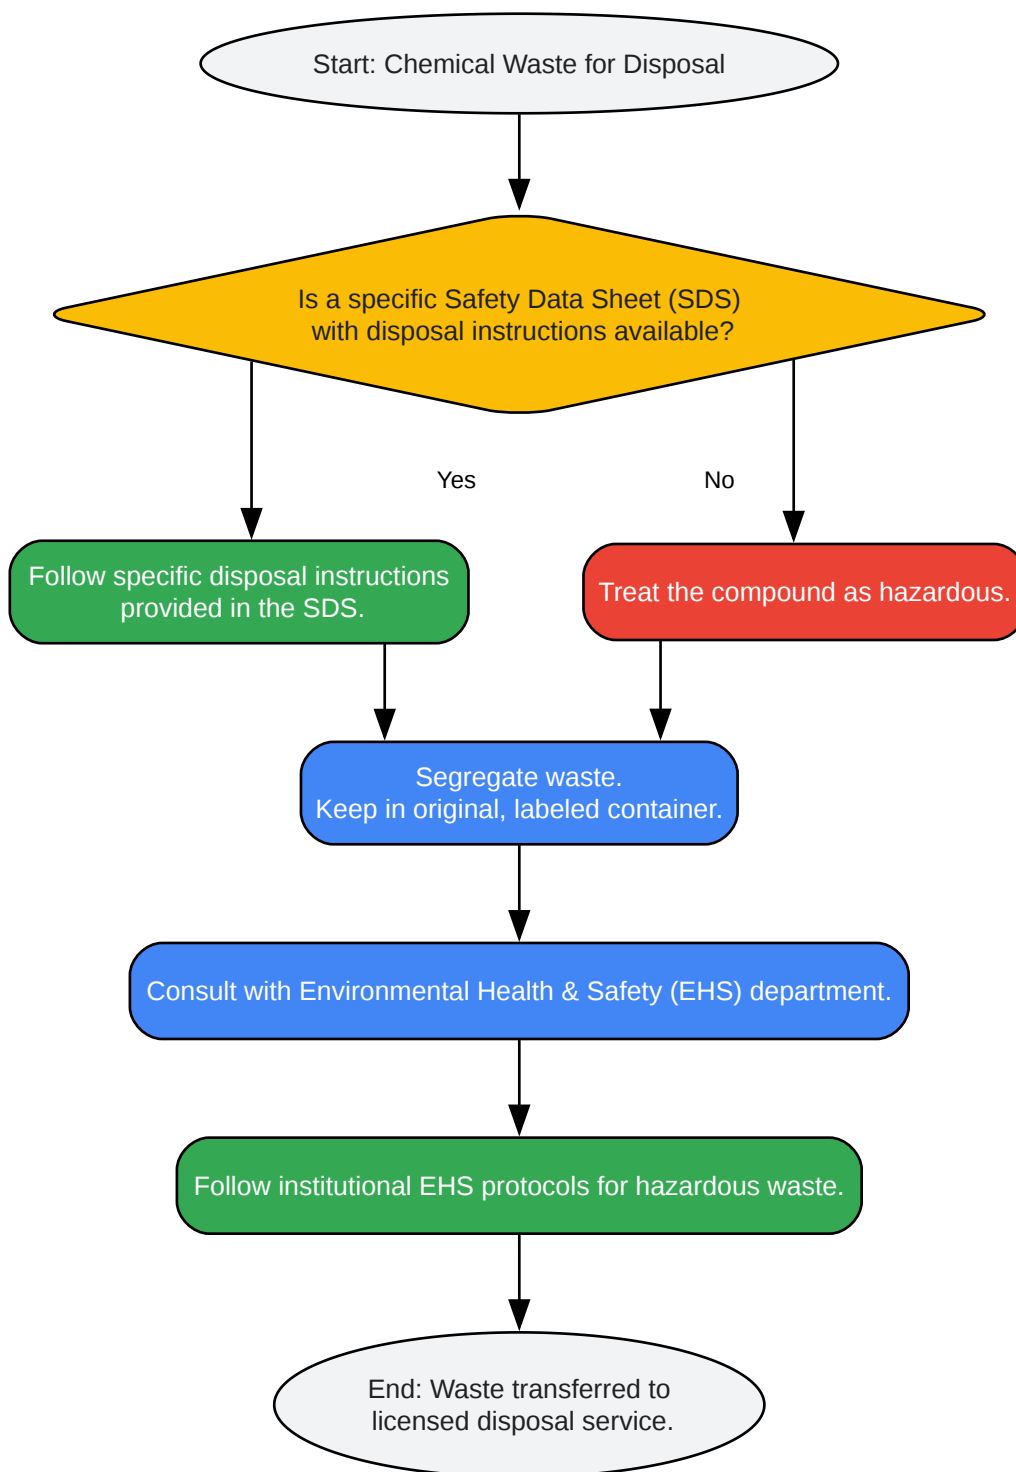 Start: Chemical Waste for Disposal
Is a specific Safety Data Sheet (SDS)
with disposal instructions available?
Yes
No
Follow specific disposal instructions
provided in the SDS.
Treat the compound as hazardous.
Segregate waste.
Keep in original, labeled container.
Consult with Environmental Health & Safety (EHS) department.
Follow institutional EHS protocols for hazardous waste.
End: Waste transferred to
licensed disposal service.